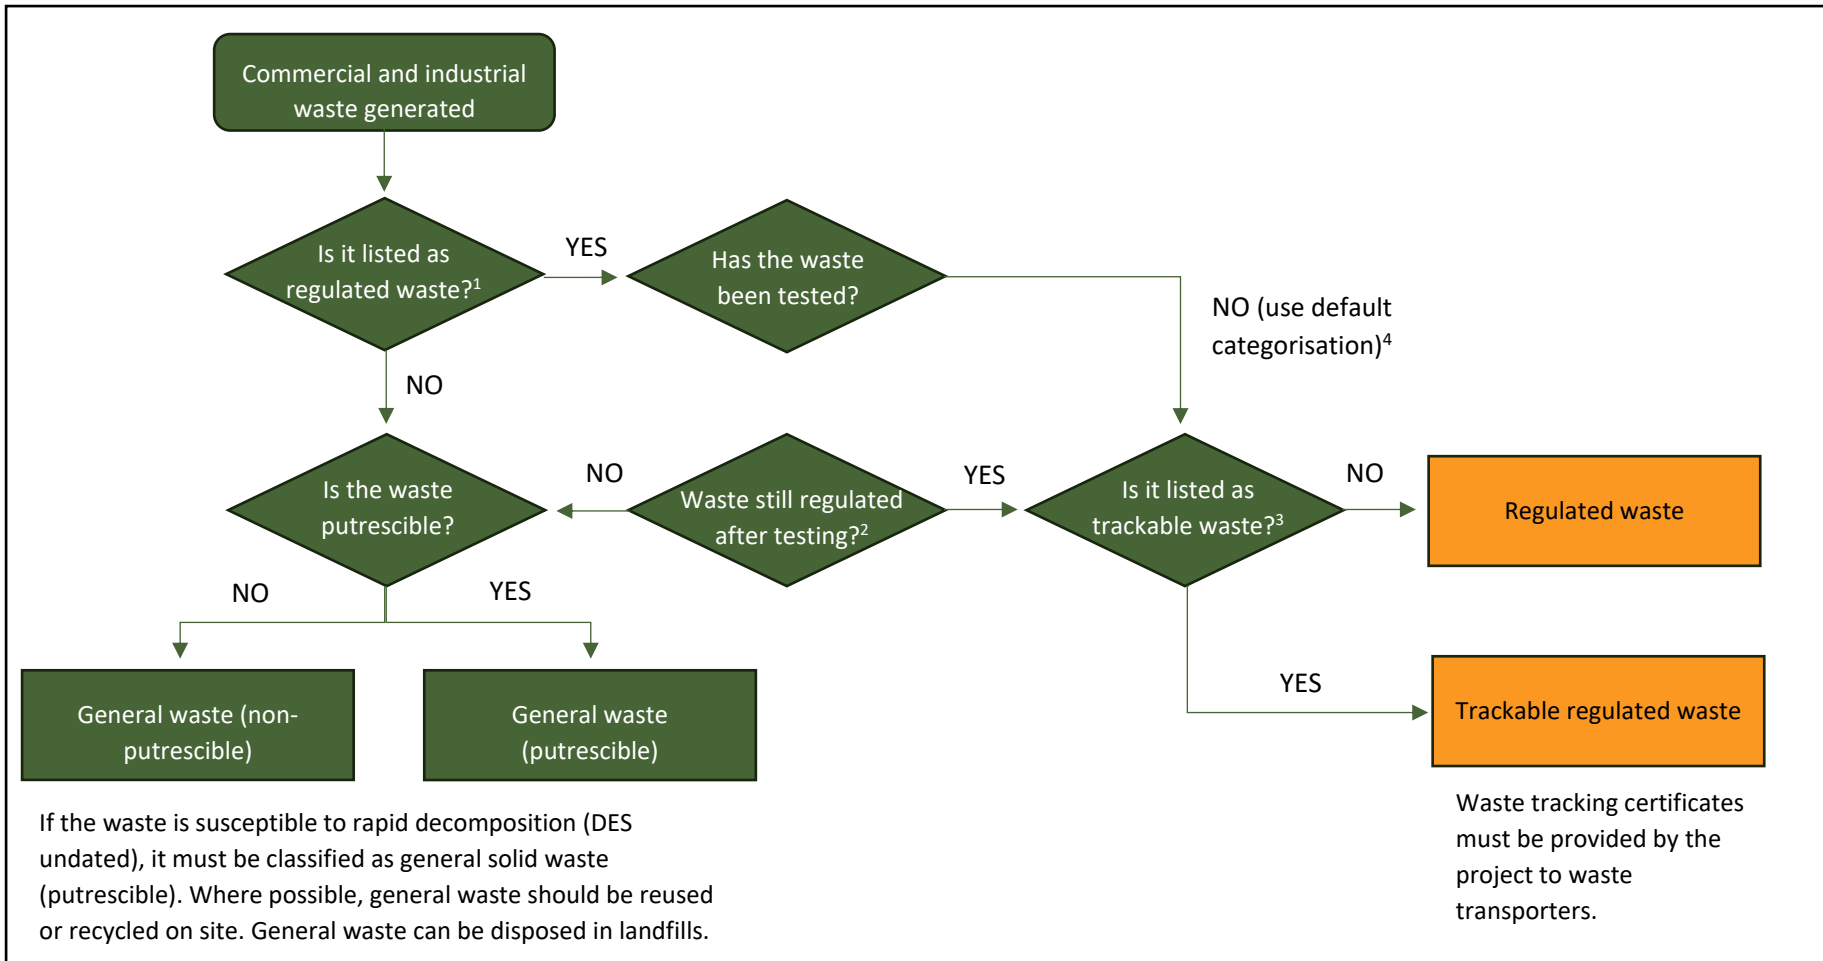 Commercial and industrial
waste generated
Is it listed as
regulated waste?¹
YES
Has the waste
been tested?
NO (use default
categorisation)⁴
NO
Is the waste
putrescible?
NO
Waste still regulated
after testing?²
YES
Is it listed as
trackable waste?³
NO
Regulated waste
NO
YES
General waste (non-
putrescible)
General waste
(putrescible)
YES
Trackable regulated waste
If the waste is susceptible to rapid decomposition (DES
undated), it must be classified as general solid waste
(putrescible). Where possible, general waste should be reused
or recycled on site. General waste can be disposed in landfills.
Waste tracking certificates
must be provided by the
project to waste
transporters.